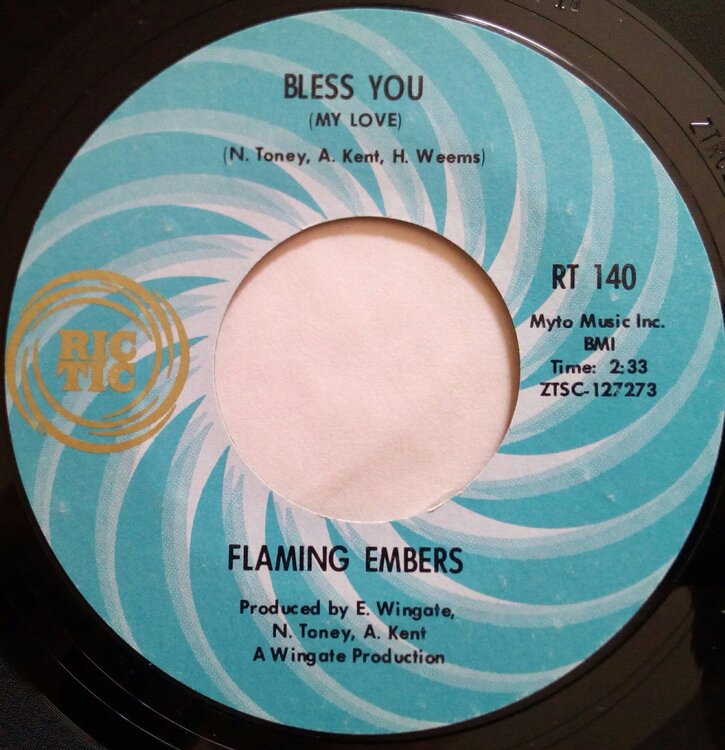 BLESS YOU
(MY LOVE)
(N. Toney, A. Kent, H. Weems)
RT 140
Myto Music Inc.
BMI
Time: 2:33
ZTSC-127273
RIC
TIC
FLAMING EMBERS
Produced by E. Wingate,
N. Toney, A. Kent
A Wingate Production